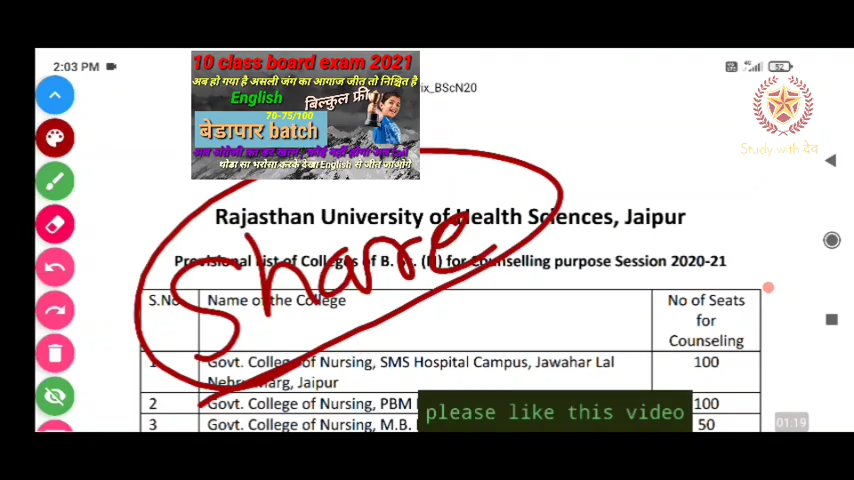 2:03 PM
52
10 class board exam 2021
अब हो गया है असली जंग का आगाज जीत तो निश्चित है
English
बिल्कुल फ्री
70-75/100
बेडापार batch
थोडा सा भरोसा करके देखो English से जीत जाओगे
ix_BScN20
Study with देव
Rajasthan University of Health Sciences, Jaipur
Provisional List of Colleges of B. Sc. (N) for Counselling purpose Session 2020-21
Share
S.No Name of the College No of Seats
for
Counseling
1 Govt. College of Nursing, SMS Hospital Campus, Jawahar Lal 100
Nehru marg, Jaipur
2 Govt. College of Nursing, PBM 100
3 Govt. College of Nursing, M.B. 50
please like this video
01:19